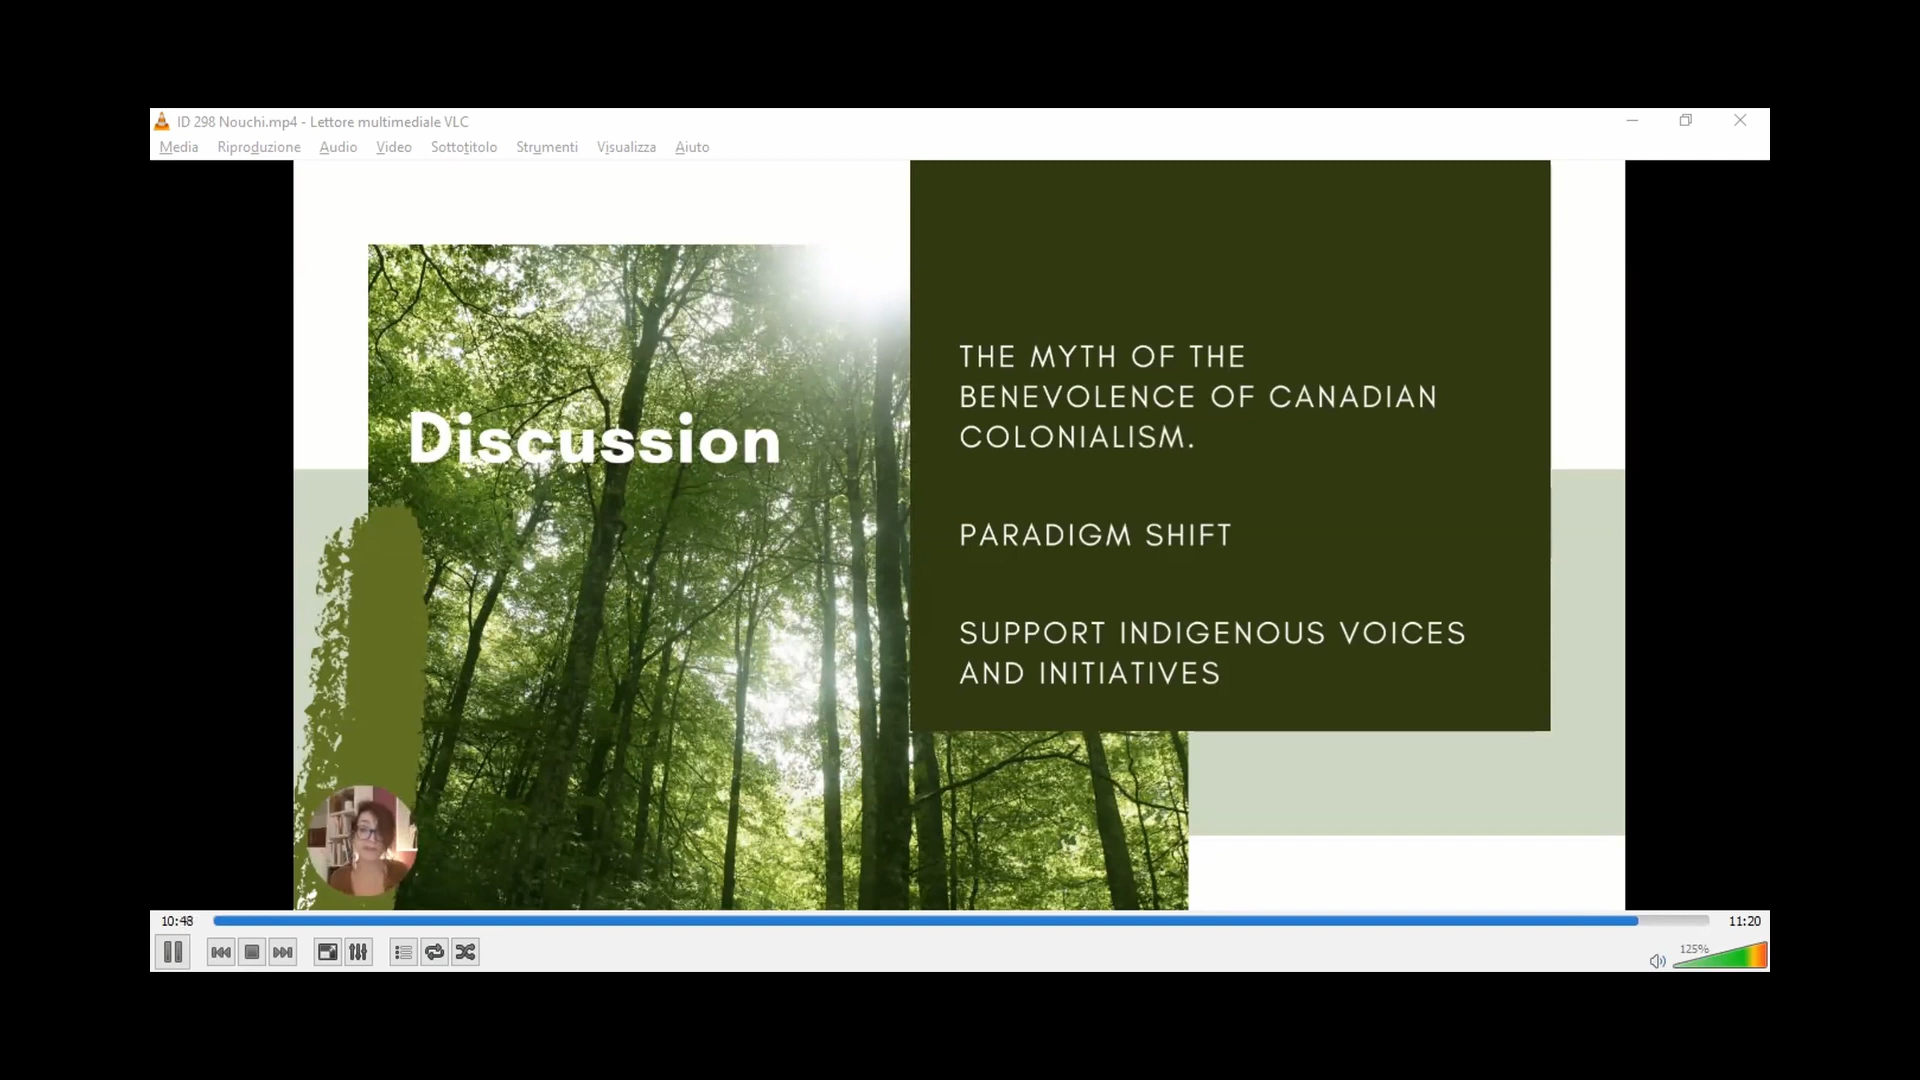 ID 298 Nouchi.mp4 - Lettore multimediale VLC
Media Riproduzione Audio Video Sottotitolo Strumenti Visualizza Aiuto
Discussion
THE MYTH OF THE
BENEVOLENCE OF CANADIAN
COLONIALISM.
PARADIGM SHIFT
SUPPORT INDIGENOUS VOICES
AND INITIATIVES
10:48
11:20
125%